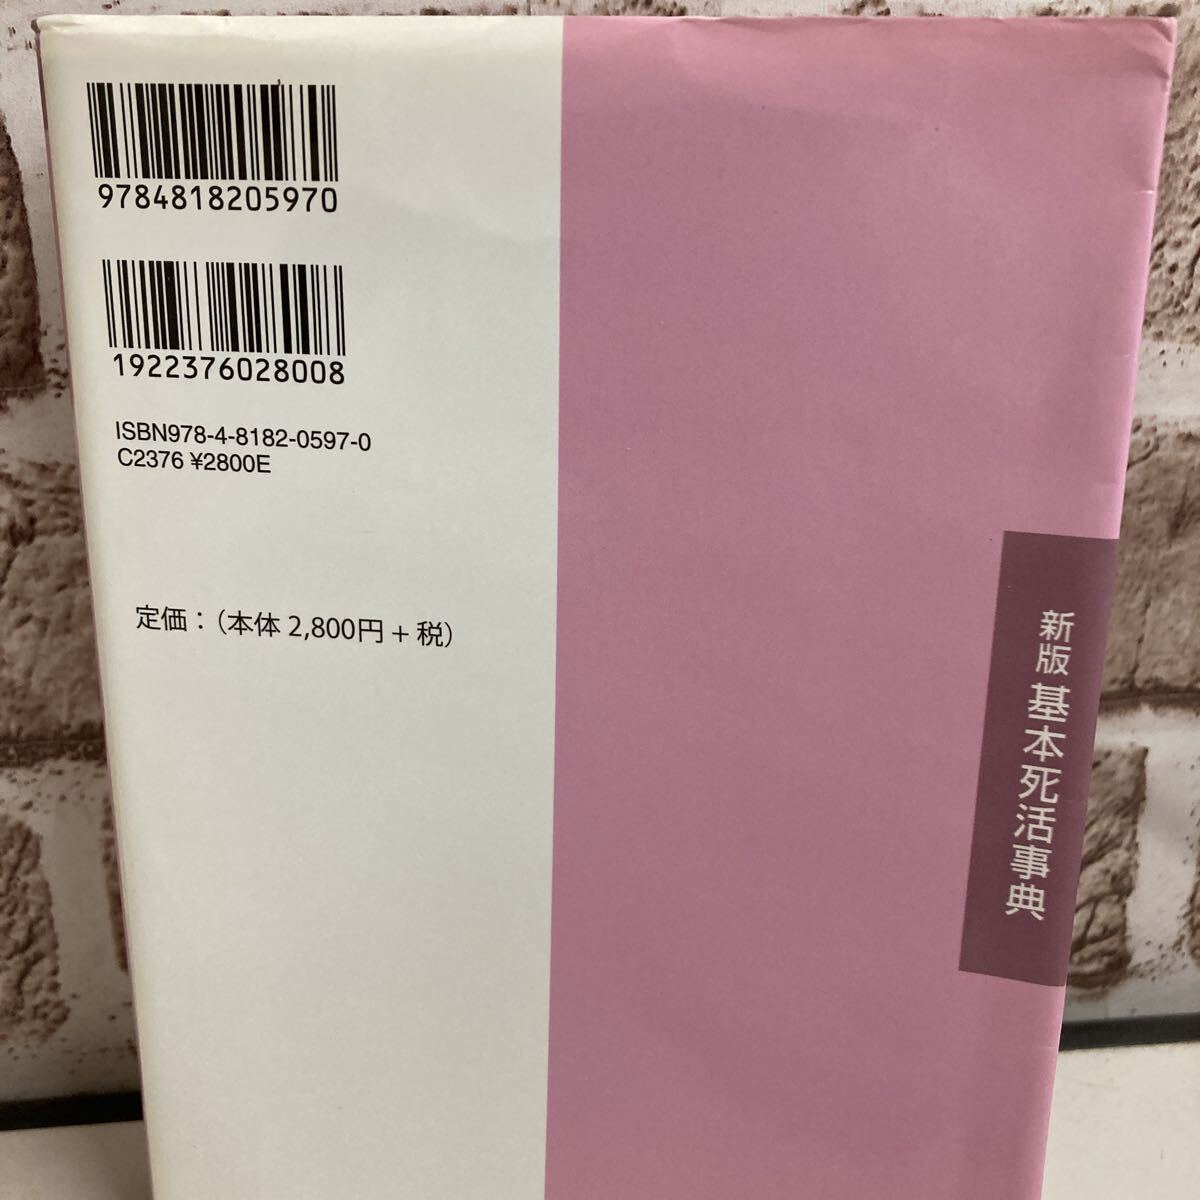 9784818205970
1922376028008
ISBN978-4-8182-0597-0
C2376 ¥2800E
定価：（本体 2,800円 + 税）
新版 基本死活事典